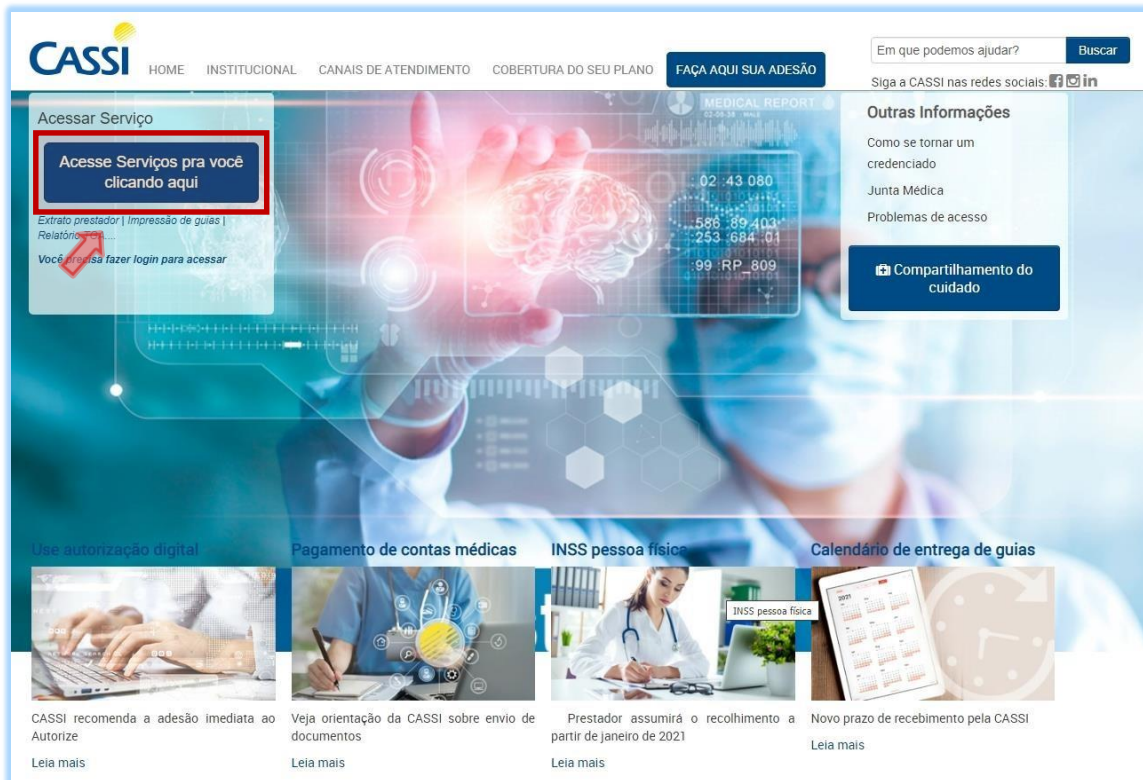 CASSI
HOME INSTITUCIONAL CANAIS DE ATENDIMENTO COBERTURA DO SEU PLANO FAÇA AQUI SUA ADESÃO
Em que podemos ajudar? Buscar
Siga a CASSI nas redes sociais:
Acessar Serviço
Acesse Serviços pra você
clicando aqui
Extrato prestador | Impressão de guias |
Relatório
Você precisa fazer login para acessar
MEDICAL REPORT
02 :43 080
586 :89 403
253 :684 :01
:99 :RP_809
Outras Informações
Como se tornar um
credenciado
Junta Médica
Problemas de acesso
Compartilhamento do
cuidado
Use autorização digital
CASSI recomenda a adesão imediata ao
Autorize
Leia mais
Pagamento de contas médicas
Veja orientação da CASSI sobre envio de
documentos
Leia mais
INSS pessoa física
INSS pessoa física
Prestador assumirá o recolhimento a
partir de janeiro de 2021
Leia mais
Calendário de entrega de guias
2021
Novo prazo de recebimento pela CASSI
Leia mais